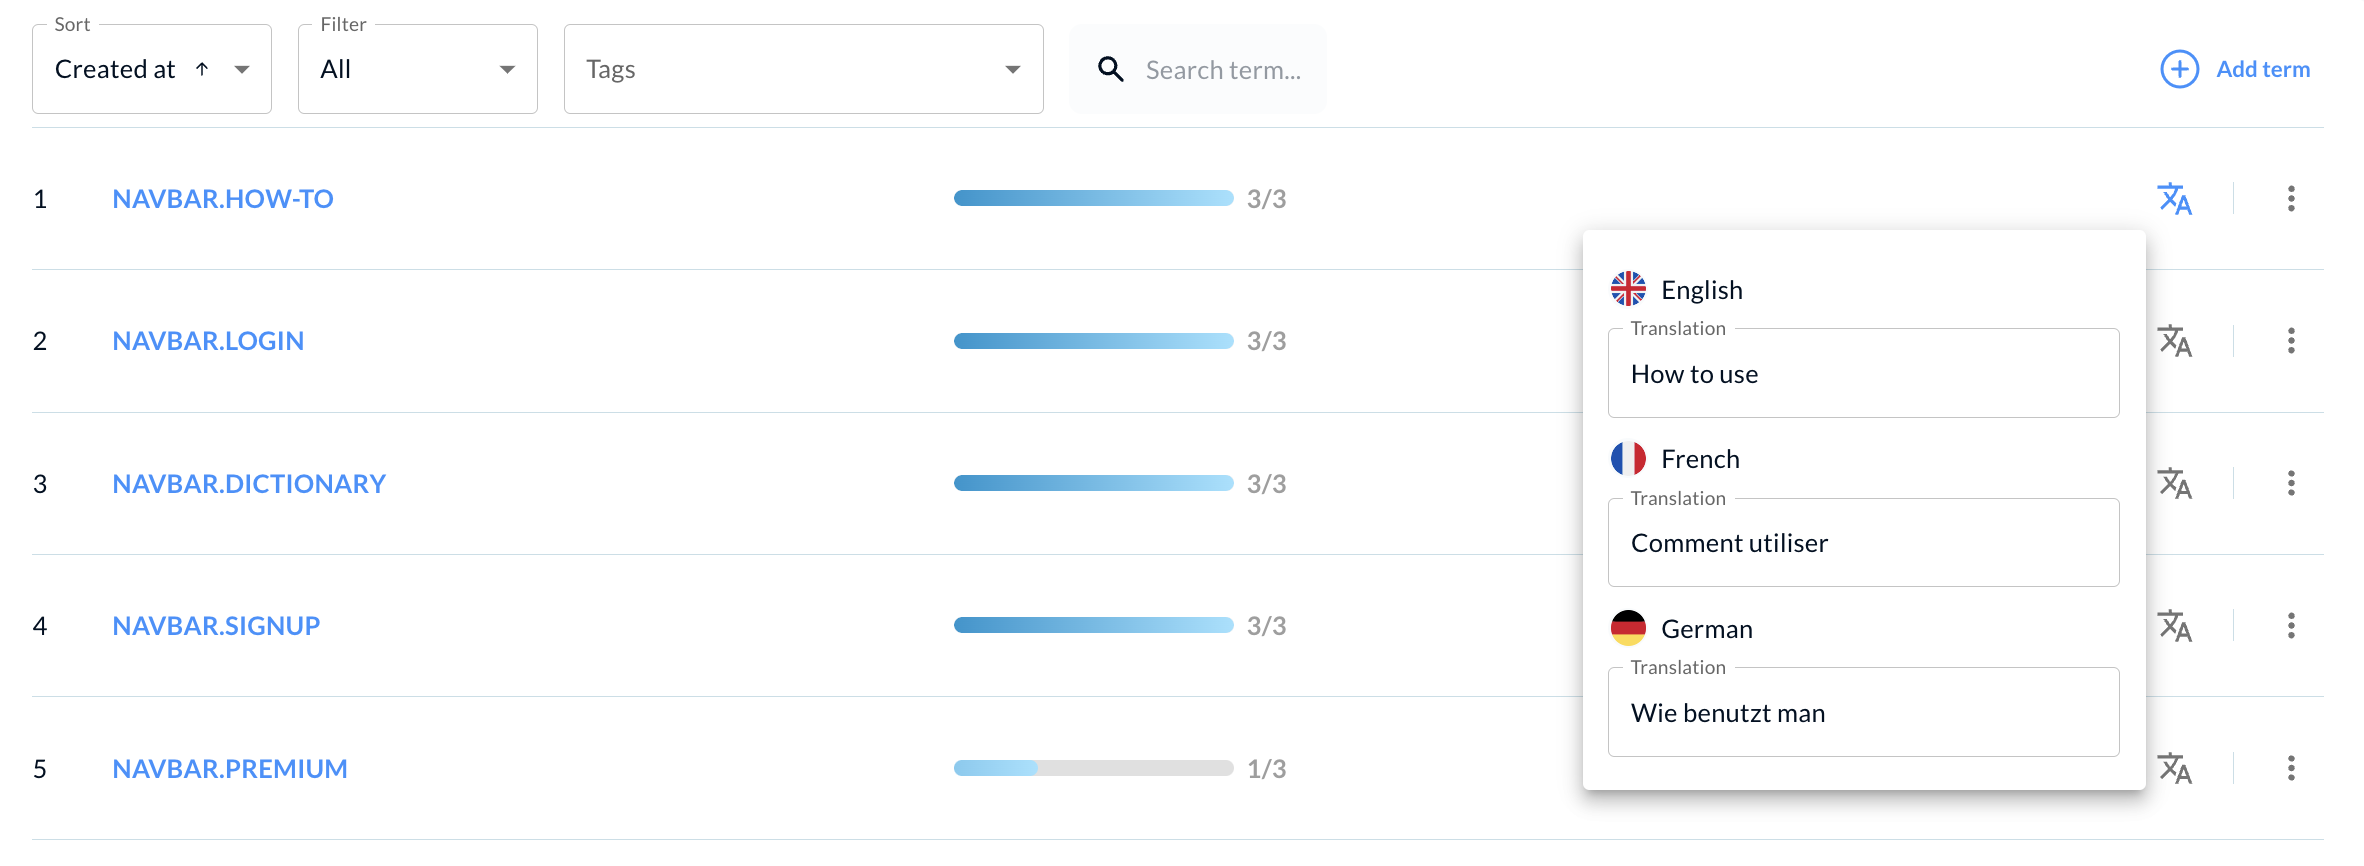 Sort
Created at ↑
Filter
All
Tags
Search term...
Add term
1 NAVBAR.HOW-TO 3/3
2 NAVBAR.LOGIN 3/3
3 NAVBAR.DICTIONARY 3/3
4 NAVBAR.SIGNUP 3/3
5 NAVBAR.PREMIUM 1/3
English
Translation
How to use
French
Translation
Comment utiliser
German
Translation
Wie benutzt man